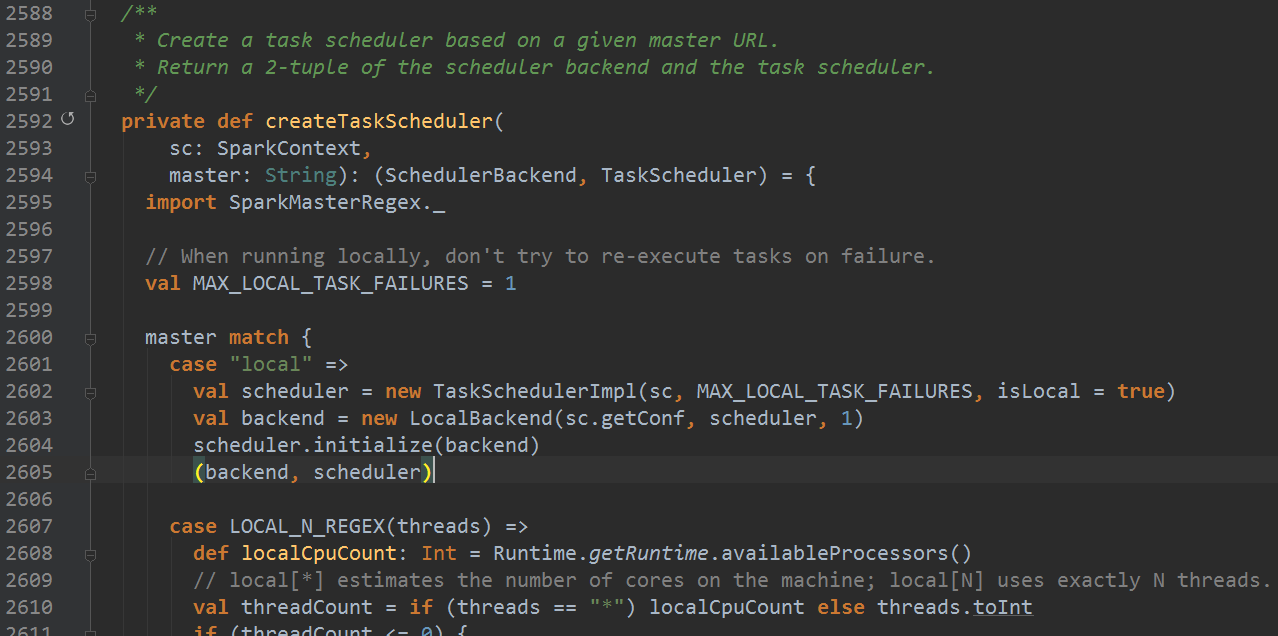 2588 /**
2589 * Create a task scheduler based on a given master URL.
2590 * Return a 2-tuple of the scheduler backend and the task scheduler.
2591 */
2592 private def createTaskScheduler(
2593 sc: SparkContext,
2594 master: String): (SchedulerBackend, TaskScheduler) = {
2595 import SparkMasterRegex._
2596
2597 // When running locally, don't try to re-execute tasks on failure.
2598 val MAX_LOCAL_TASK_FAILURES = 1
2599
2600 master match {
2601 case "local" =>
2602 val scheduler = new TaskSchedulerImpl(sc, MAX_LOCAL_TASK_FAILURES, isLocal = true)
2603 val backend = new LocalBackend(sc.getConf, scheduler, 1)
2604 scheduler.initialize(backend)
2605 (backend, scheduler)
2606
2607 case LOCAL_N_REGEX(threads) =>
2608 def localCpuCount: Int = Runtime.getRuntime.availableProcessors()
2609 // local[*] estimates the number of cores on the machine; local[N] uses exactly N threads.
2610 val threadCount = if (threads == "*") localCpuCount else threads.toInt
2611 if (threadCount <= 0) {